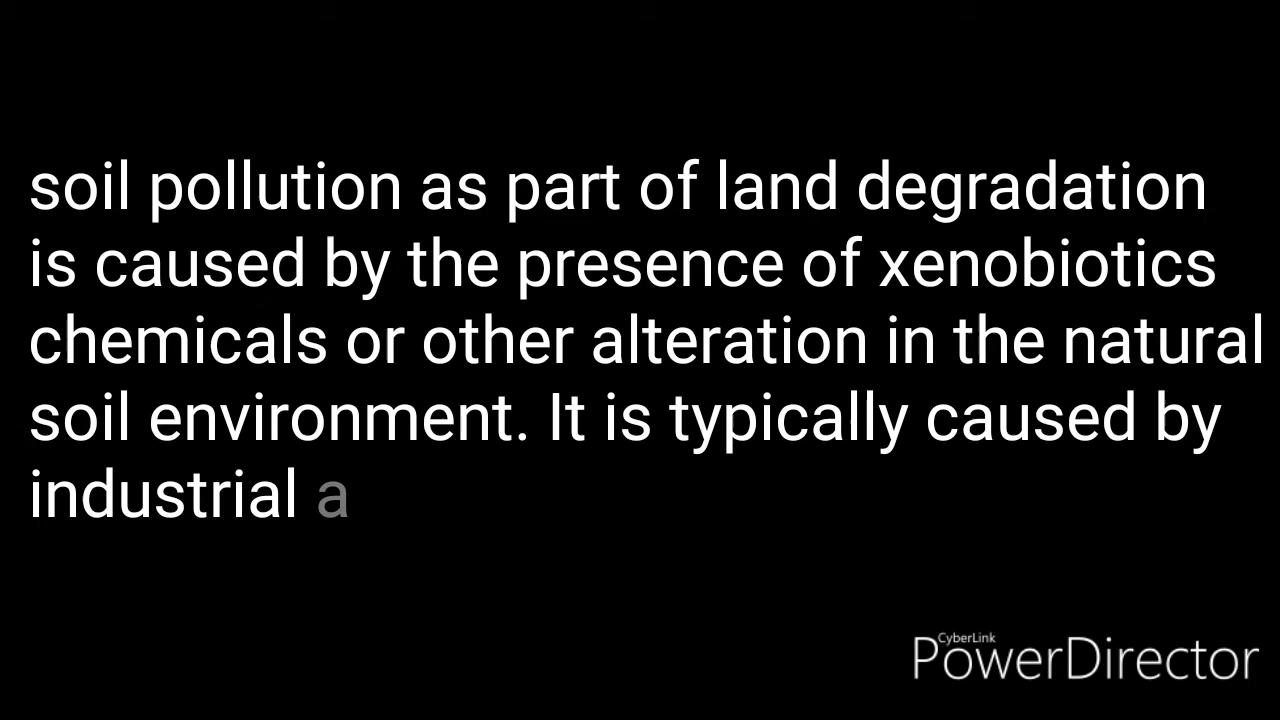 soil pollution as part of land degradation
is caused by the presence of xenobiotics
chemicals or other alteration in the natural
soil environment. It is typically caused by
industrial a
CyberLink
PowerDirector